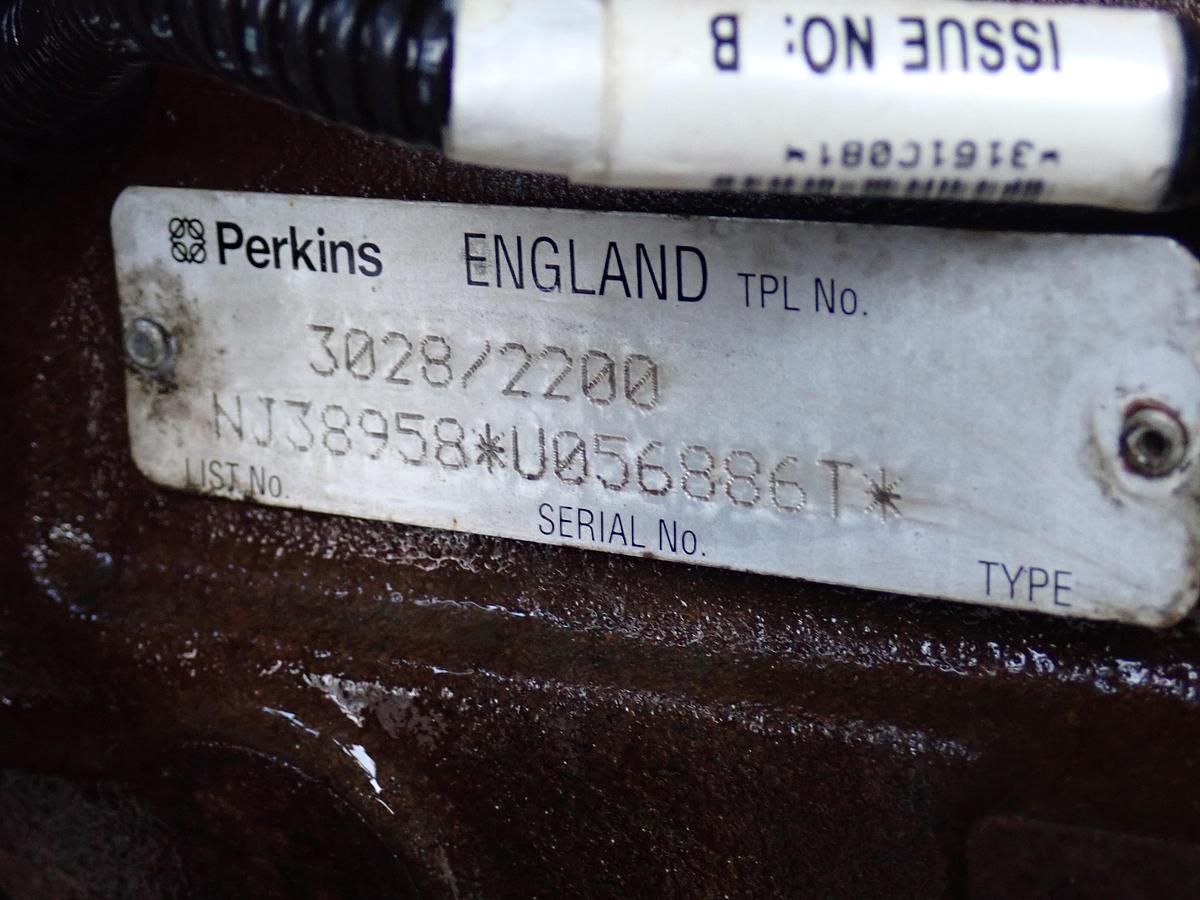 ISSUE NO: B
*3161C081*
Perkins ENGLAND TPL No.
3028/2200
NJ38958*U056886T*
LIST No. SERIAL No. TYPE